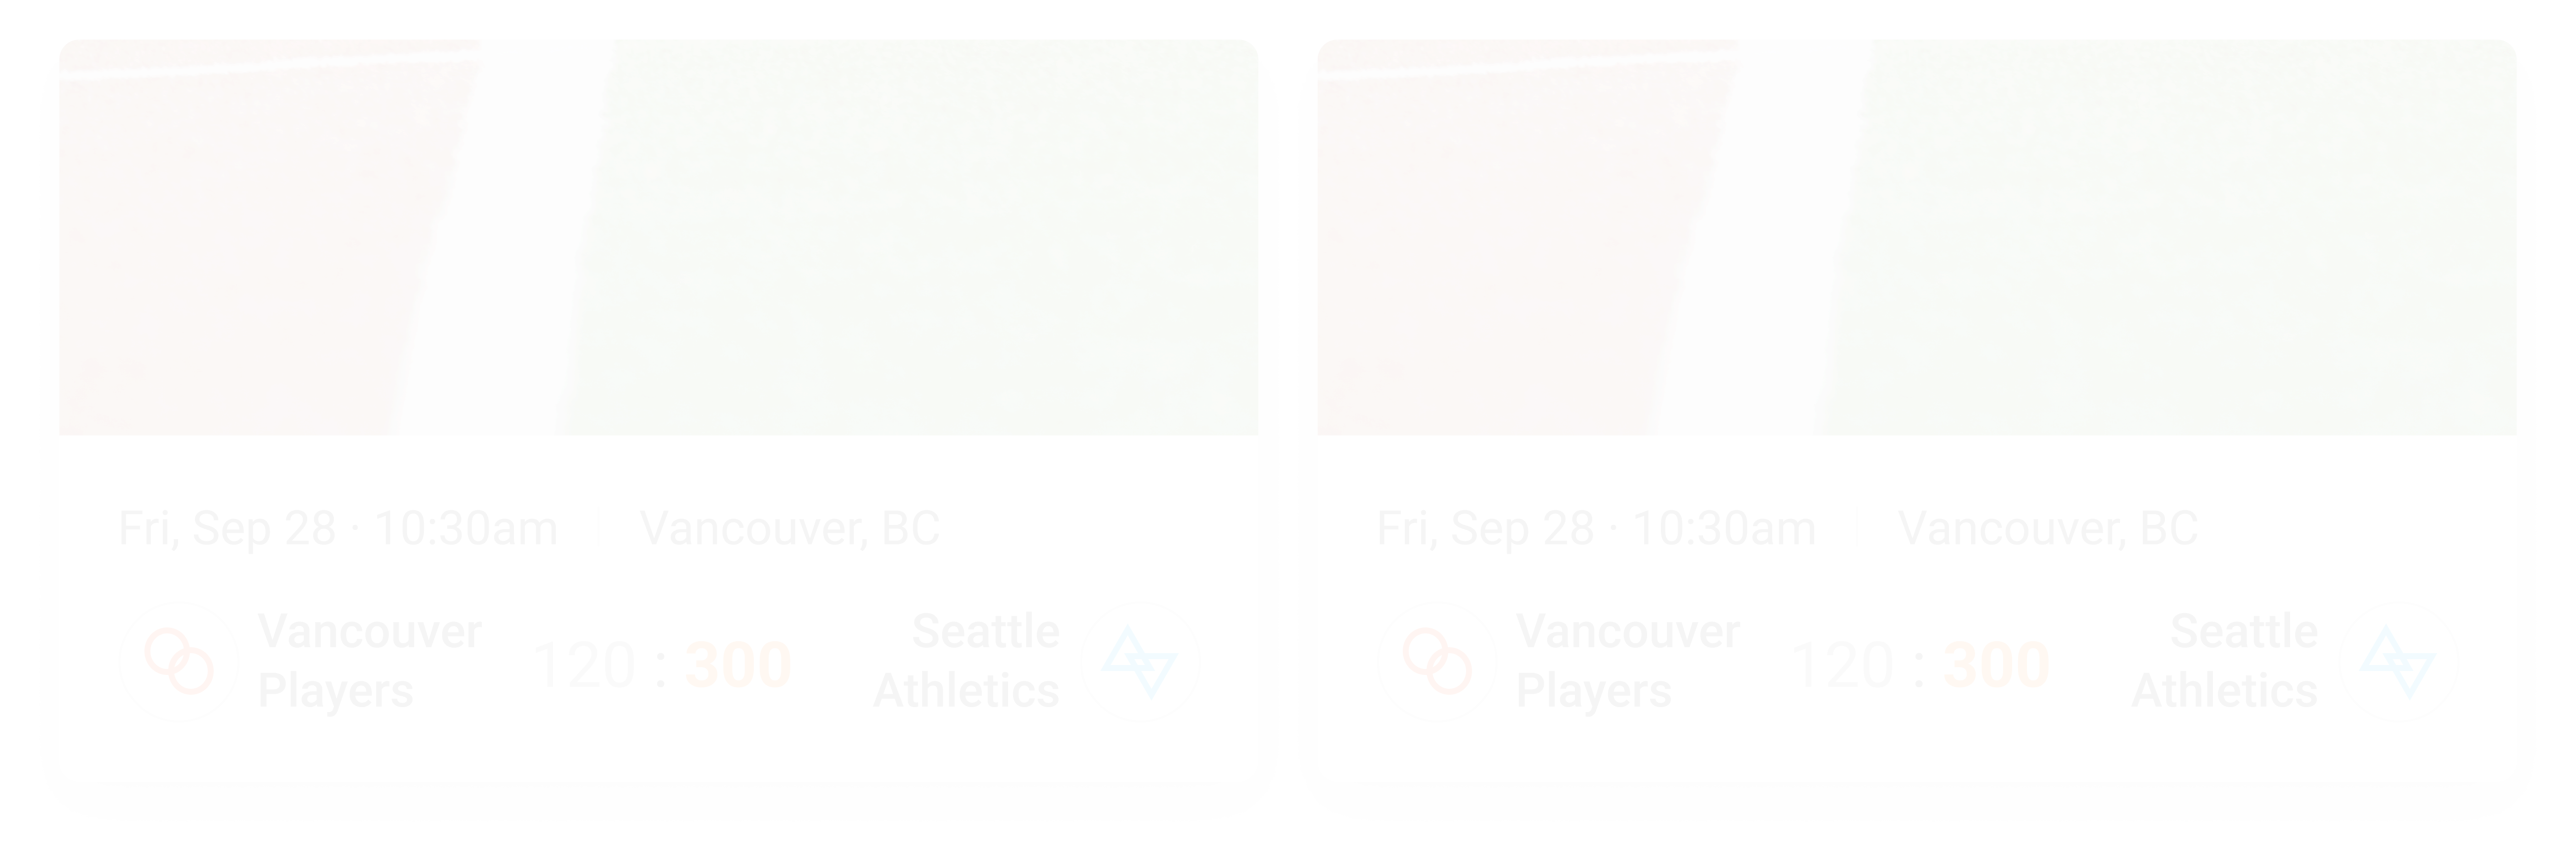 Fri, Sep 28 · 10:30am Vancouver, BC
Vancouver
Players
120 : 300
Seattle
Athletics
Fri, Sep 28 · 10:30am Vancouver, BC
Vancouver
Players
120 : 300
Seattle
Athletics